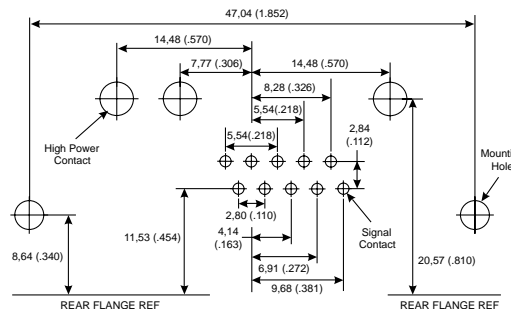 47,04 (1.852)
14,48 (.570)
7,77 (.306)
14,48 (.570)
8,28 (.326)
5,54(.218)
5,54(.218)
2,84
(.112)
High Power
Contact
Mounti
Hole
2,80 (.110)
Signal
Contact
11,53 (.454)
4,14
(.163)
8,64 (.340)
6,91 (.272)
20,57 (.810)
9,68 (.381)
REAR FLANGE REF
REAR FLANGE REF